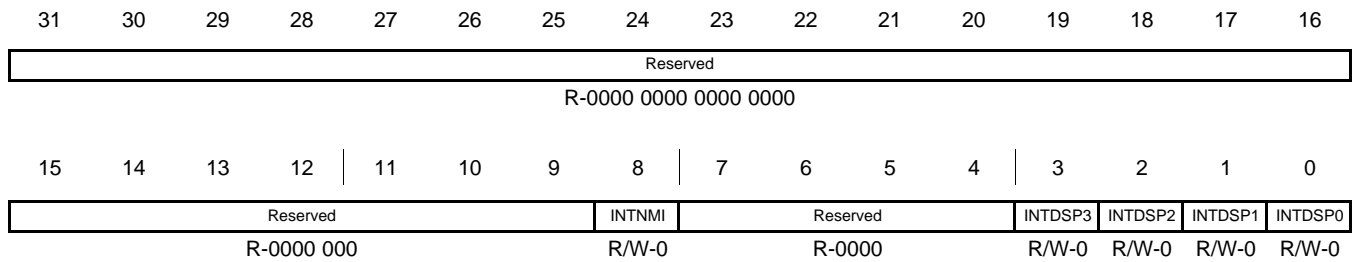 31 30 29 28 27 26 25 24 23 22 21 20 19 18 17 16
Reserved
R-0000 0000 0000 0000
15 14 13 12 11 10 9 8 7 6 5 4 3 2 1 0
Reserved INTNMI Reserved INTDSP3 INTDSP2 INTDSP1 INTDSP0
R-0000 000 R/W-0 R-0000 R/W-0 R/W-0 R/W-0 R/W-0